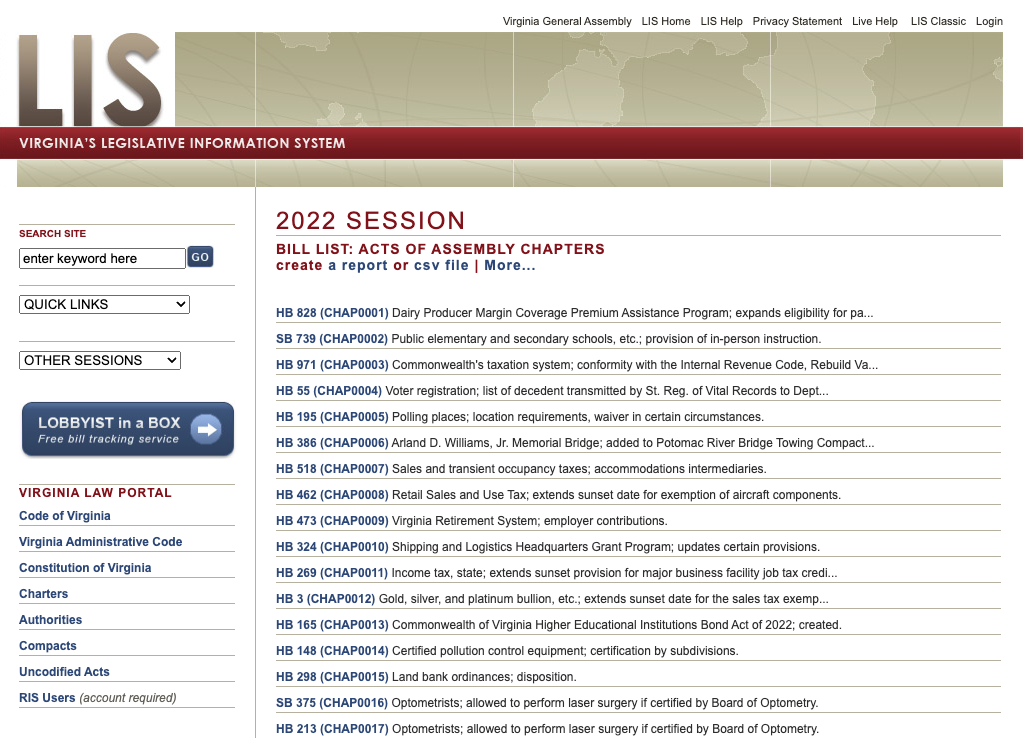 Virginia General Assembly LIS Home LIS Help Privacy Statement Live Help LIS Classic Login
LIS
VIRGINIA'S LEGISLATIVE INFORMATION SYSTEM
SEARCH SITE
enter keyword here GO
QUICK LINKS
OTHER SESSIONS
LOBBYIST in a BOX
Free bill tracking service
VIRGINIA LAW PORTAL
Code of Virginia
Virginia Administrative Code
Constitution of Virginia
Charters
Authorities
Compacts
Uncodified Acts
RIS Users (account required)
2022 SESSION
BILL LIST: ACTS OF ASSEMBLY CHAPTERS
create a report or csv file | More...
HB 828 (CHAP0001) Dairy Producer Margin Coverage Premium Assistance Program; expands eligibility for pa...
SB 739 (CHAP0002) Public elementary and secondary schools, etc.; provision of in-person instruction.
HB 971 (CHAP0003) Commonwealth's taxation system; conformity with the Internal Revenue Code, Rebuild Va...
HB 55 (CHAP0004) Voter registration; list of decedent transmitted by St. Reg. of Vital Records to Dept...
HB 195 (CHAP0005) Polling places; location requirements, waiver in certain circumstances.
HB 386 (CHAP0006) Arland D. Williams, Jr. Memorial Bridge; added to Potomac River Bridge Towing Compact...
HB 518 (CHAP0007) Sales and transient occupancy taxes; accommodations intermediaries.
HB 462 (CHAP0008) Retail Sales and Use Tax; extends sunset date for exemption of aircraft components.
HB 473 (CHAP0009) Virginia Retirement System; employer contributions.
HB 324 (CHAP0010) Shipping and Logistics Headquarters Grant Program; updates certain provisions.
HB 269 (CHAP0011) Income tax, state; extends sunset provision for major business facility job tax credi...
HB 3 (CHAP0012) Gold, silver, and platinum bullion, etc.; extends sunset date for the sales tax exemp...
HB 165 (CHAP0013) Commonwealth of Virginia Higher Educational Institutions Bond Act of 2022; created.
HB 148 (CHAP0014) Certified pollution control equipment; certification by subdivisions.
HB 298 (CHAP0015) Land bank ordinances; disposition.
SB 375 (CHAP0016) Optometrists; allowed to perform laser surgery if certified by Board of Optometry.
HB 213 (CHAP0017) Optometrists; allowed to perform laser surgery if certified by Board of Optometry.